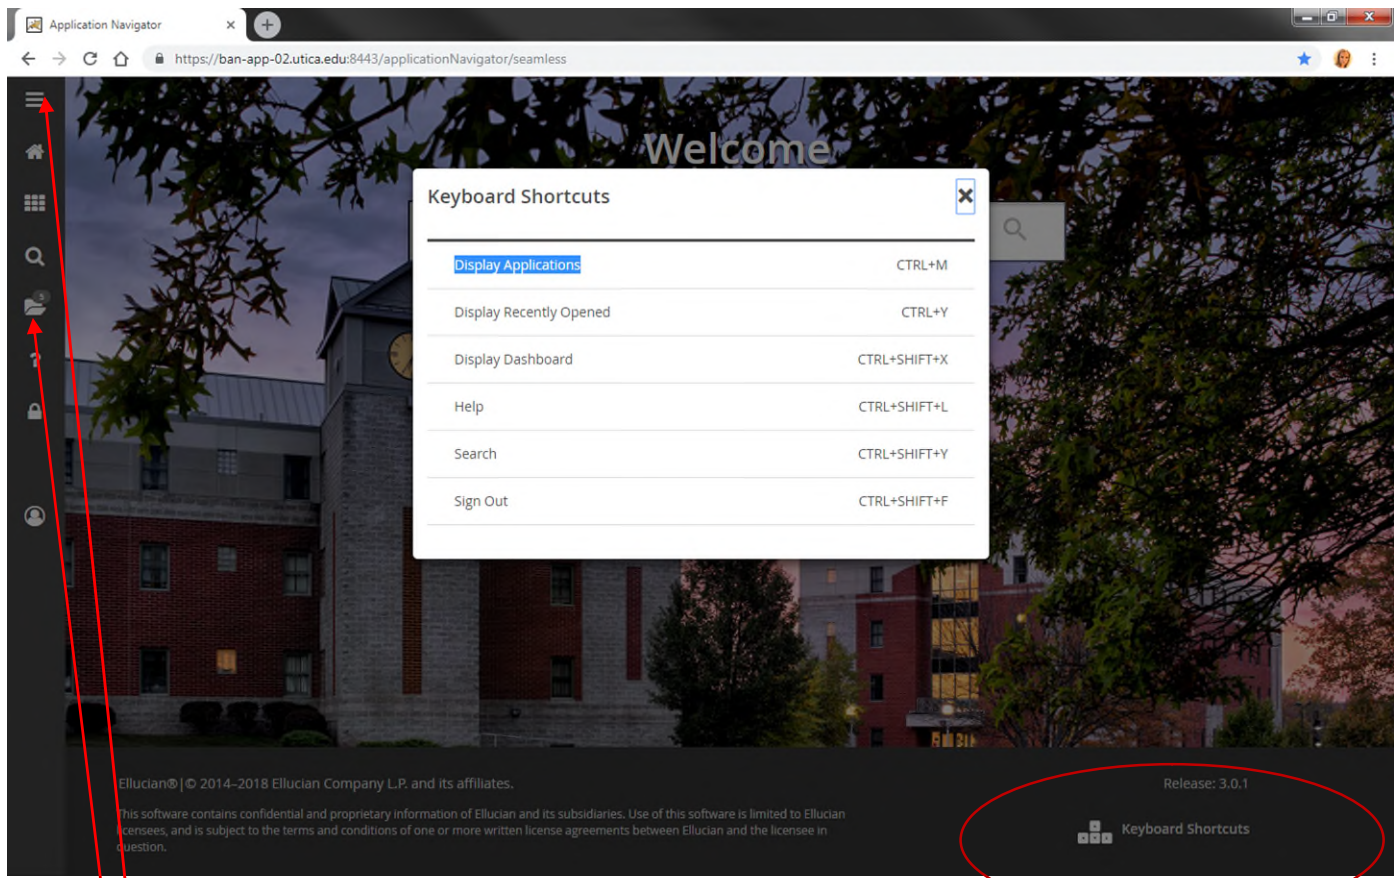 Application Navigator
https://ban-app-02.utica.edu:8443/applicationNavigator/seamless
Welcome
Keyboard Shortcuts
Display Applications CTRL+M
Display Recently Opened CTRL+Y
Display Dashboard CTRL+SHIFT+X
Help CTRL+SHIFT+L
Search CTRL+SHIFT+Y
Sign Out CTRL+SHIFT+F
5
?
Ellucian®|© 2014–2018 Ellucian Company L.P. and its affiliates.
Release: 3.0.1
This software contains confidential and proprietary information of Ellucian and its subsidiaries. Use of this software is limited to Ellucian
licensees, and is subject to the terms and conditions of one or more written license agreements between Ellucian and the licensee in
question.
Keyboard Shortcuts